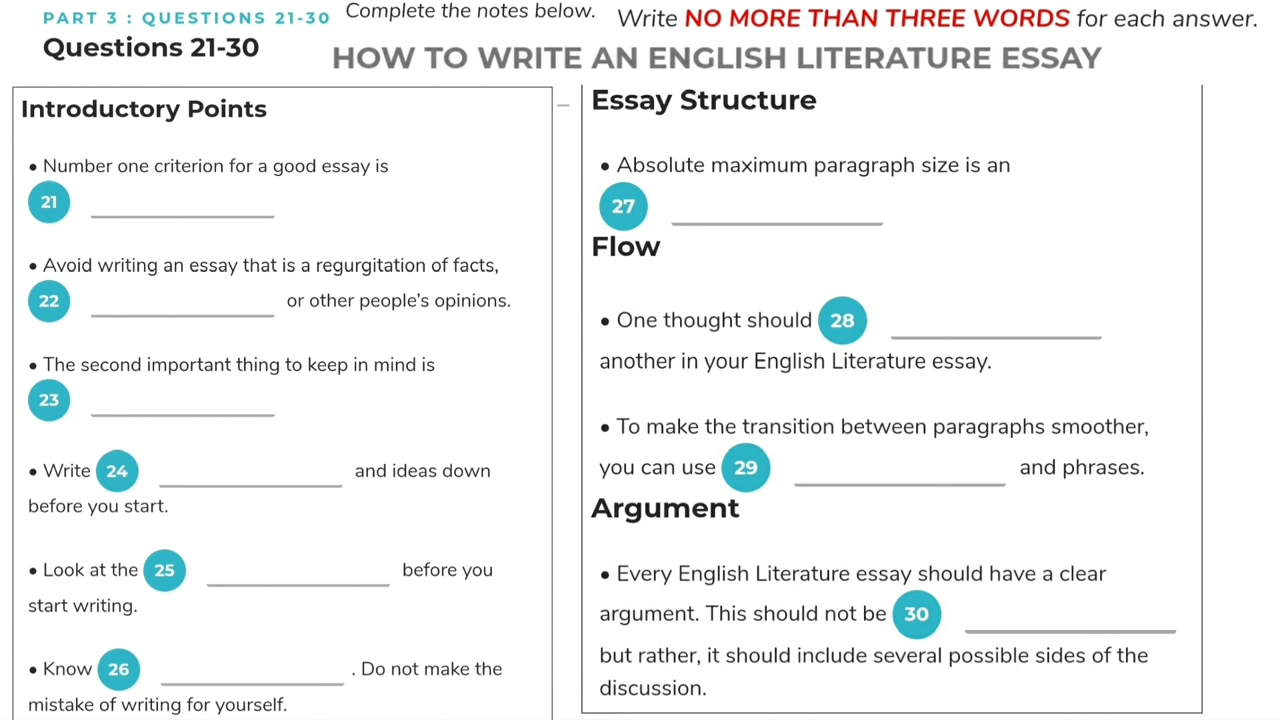 PART 3 : QUESTIONS 21-30
Complete the notes below.
Write NO MORE THAN THREE WORDS for each answer.
Questions 21-30
HOW TO WRITE AN ENGLISH LITERATURE ESSAY
Introductory Points
• Number one criterion for a good essay is
21
• Avoid writing an essay that is a regurgitation of facts,
22 or other people's opinions.
• The second important thing to keep in mind is
23
• Write 24 and ideas down
before you start.
• Look at the 25 before you
start writing.
• Know 26 . Do not make the
mistake of writing for yourself.
Essay Structure
• Absolute maximum paragraph size is an
27
Flow
• One thought should 28
another in your English Literature essay.
• To make the transition between paragraphs smoother,
you can use 29 and phrases.
Argument
• Every English Literature essay should have a clear
argument. This should not be 30
but rather, it should include several possible sides of the
discussion.